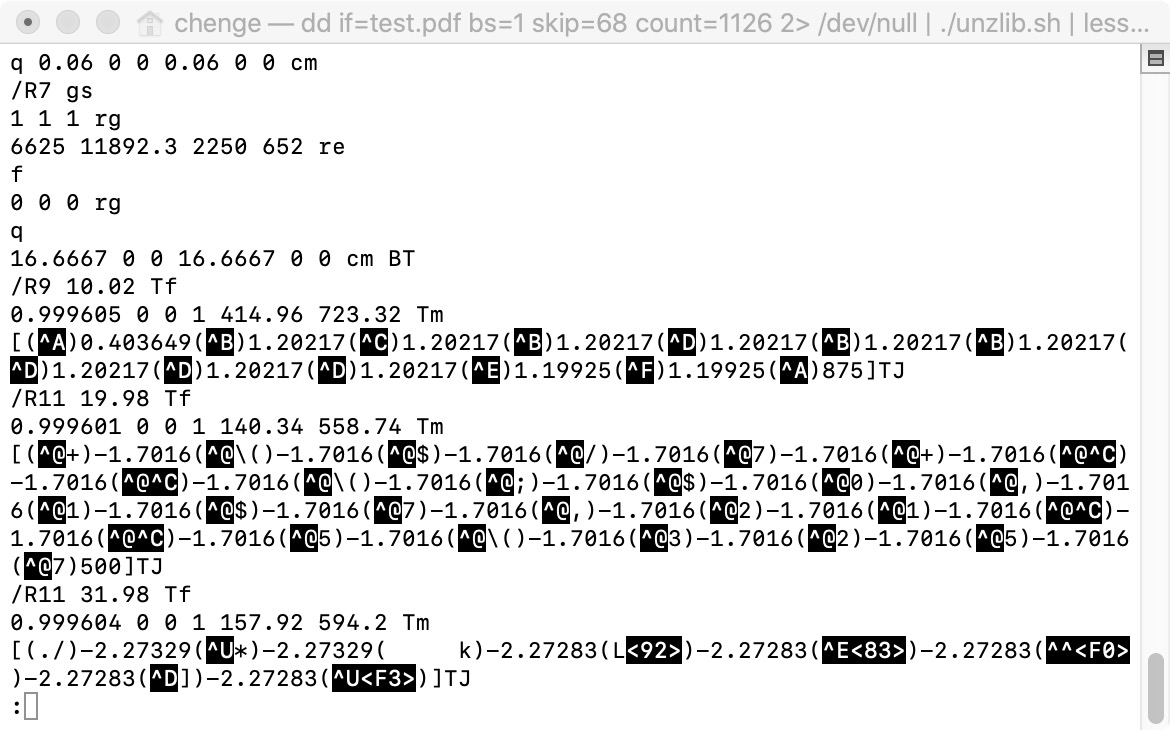 chenge — dd if=test.pdf bs=1 skip=68 count=1126 2> /dev/null | ./unzlib.sh | less...
q 0.06 0 0 0.06 0 0 cm
/R7 gs
1 1 1 rg
6625 11892.3 2250 652 re
f
0 0 0 rg
q
16.6667 0 0 16.6667 0 0 cm BT
/R9 10.02 Tf
0.999605 0 0 1 414.96 723.32 Tm
[(^A)0.403649(^B)1.20217(^C)1.20217(^B)1.20217(^D)1.20217(^B)1.20217(^B)1.20217(
^D)1.20217(^D)1.20217(^D)1.20217(^E)1.19925(^F)1.19925(^A)875]TJ
/R11 19.98 Tf
0.999601 0 0 1 140.34 558.74 Tm
[(^@+)-1.7016(^@\()-1.7016(^@$)-1.7016(^@/)-1.7016(^@7)-1.7016(^@+)-1.7016(^@^C)
-1.7016(^@^C)-1.7016(^@\()-1.7016(^@;)-1.7016(^@$)-1.7016(^@0)-1.7016(^@,)-1.701
6(^@1)-1.7016(^@$)-1.7016(^@7)-1.7016(^@,)-1.7016(^@2)-1.7016(^@1)-1.7016(^@^C)-
1.7016(^@^C)-1.7016(^@5)-1.7016(^@\()-1.7016(^@3)-1.7016(^@2)-1.7016(^@5)-1.7016
(^@7)500]TJ
/R11 31.98 Tf
0.999604 0 0 1 157.92 594.2 Tm
[(./)-2.27329(^U*)-2.27329(     k)-2.27283(L<92>)-2.27283(^E<83>)-2.27283(^^<F0>
)-2.27283(^D])-2.27283(^U<F3>)]TJ
: